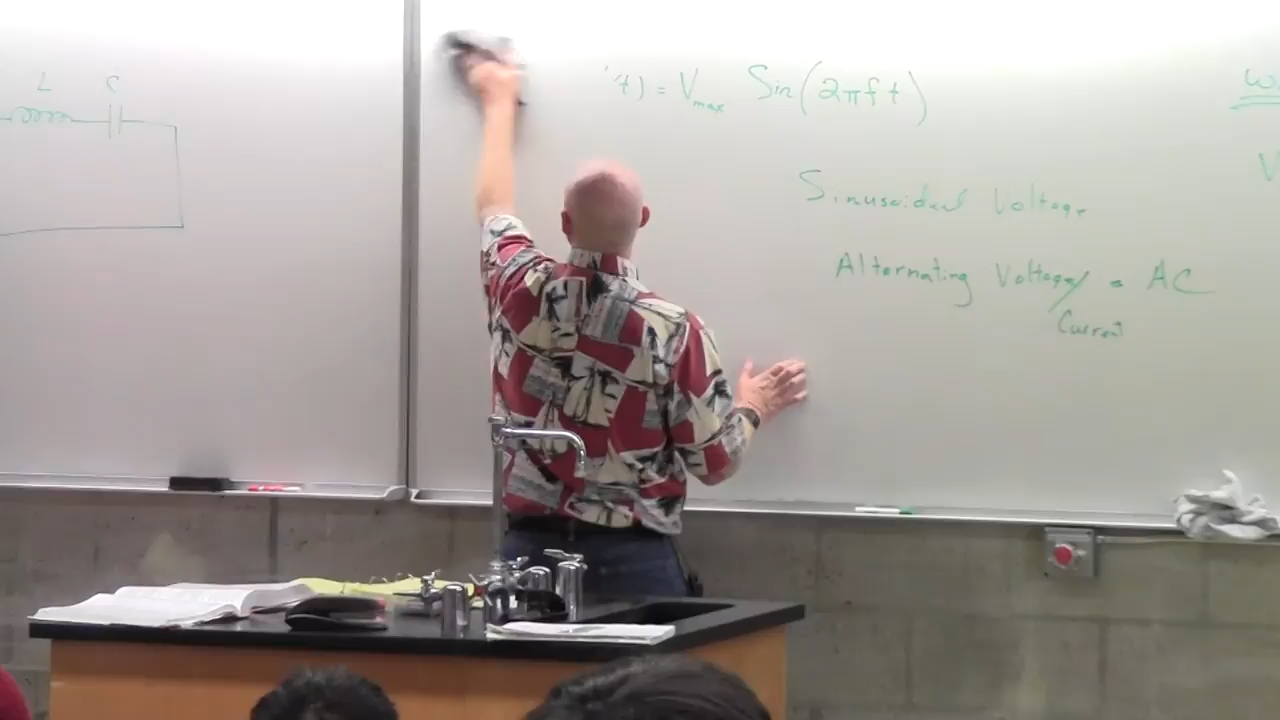 L C
't) = Vmax Sin(2πft)
Sinusoidal Voltage
Alternating Voltage/ = AC
Current
ω
V